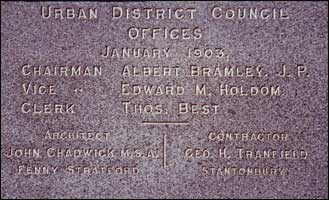 URBAN DISTRICT COUNCIL
OFFICES
JANUARY 1903.
CHAIRMAN ALBERT BRAMLEY. J. P.
VICE " EDWARD M. HOLDOM.
CLERK THOS. BEST
ARCHITECT
JOHN CHADWICK M.S.A.
FENNY STRATFORD
CONTRACTOR
GEO. H. TRANFIELD
STANTONBURY